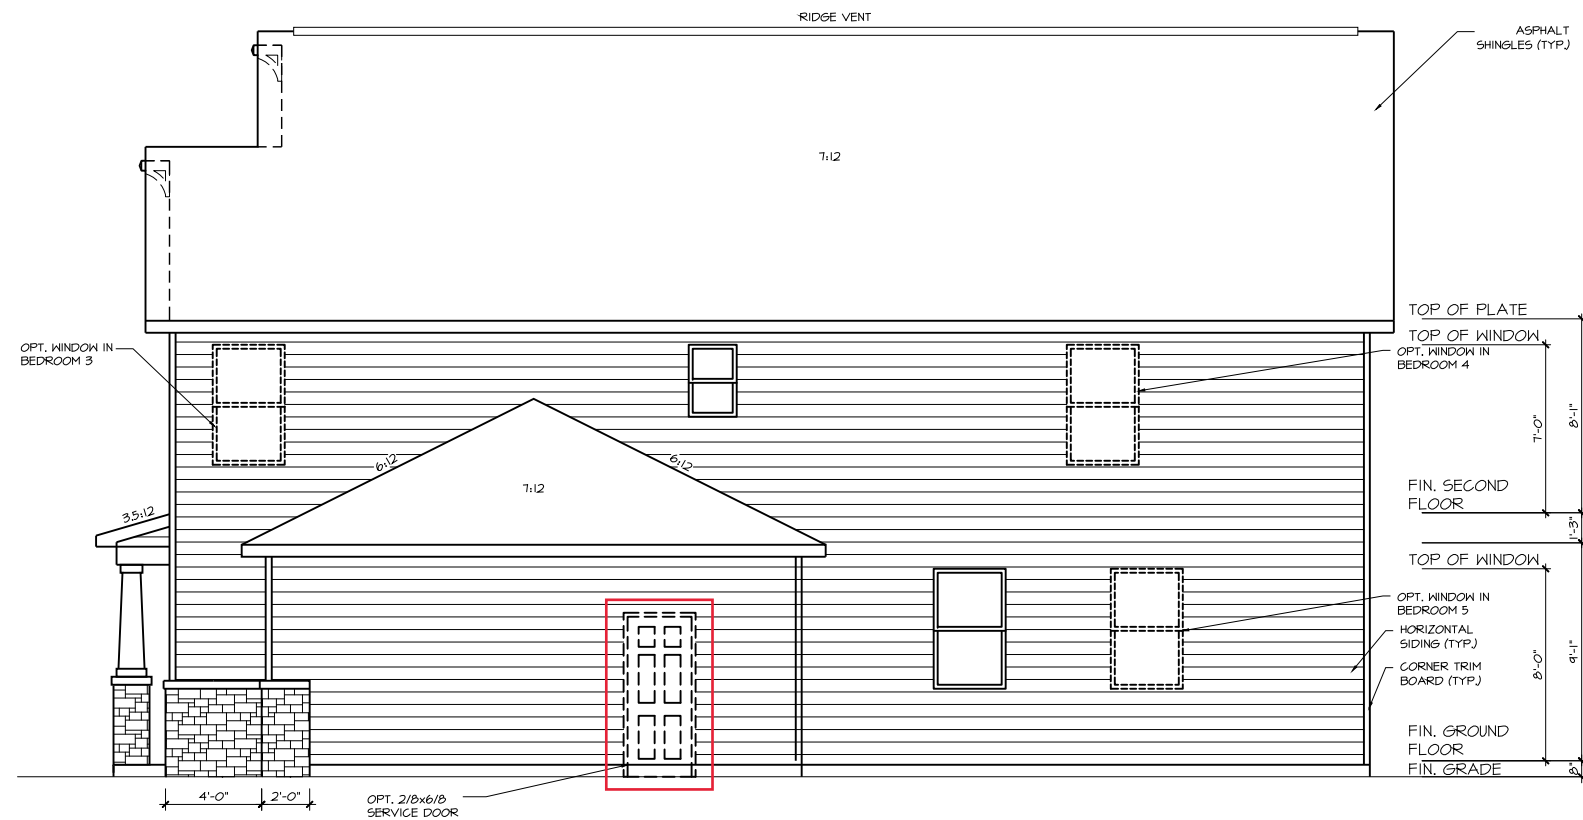 RIDGE VENT
ASPHALT
SHINGLES (TYP.)
7:12
TOP OF PLATE
TOP OF WINDOW
OPT. WINDOW IN
BEDROOM 3
OPT. WINDOW IN
BEDROOM 4
7'-0"
8'-1"
6:12
6:12
7:12
FIN. SECOND
FLOOR
3.5:12
1'-3"
TOP OF WINDOW
OPT. WINDOW IN
BEDROOM 5
HORIZONTAL
SIDING (TYP.)
8'-0"
9'-1"
CORNER TRIM
BOARD (TYP.)
FIN. GROUND
FLOOR
FIN. GRADE
8"
4'-0"
2'-0"
OPT. 2/8x6/8
SERVICE DOOR